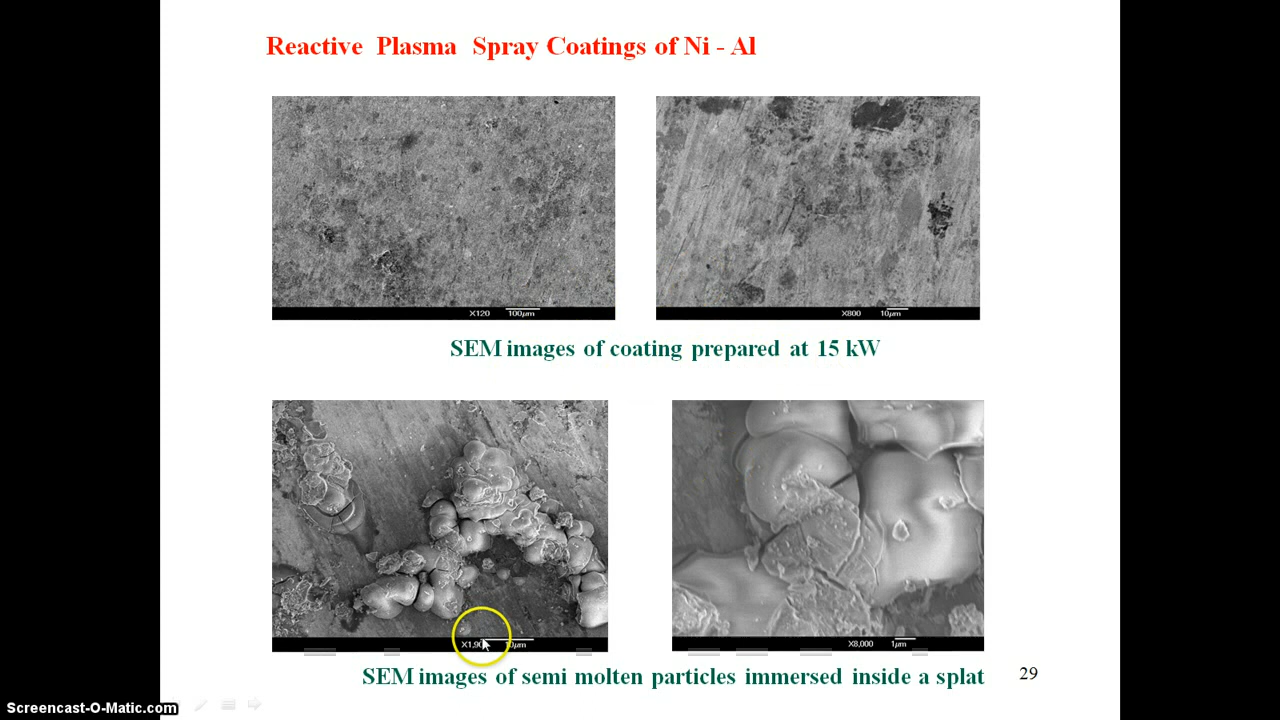 Reactive Plasma Spray Coatings of Ni - Al
X120 100μm
X800 10μm
SEM images of coating prepared at 15 kW
10μm
X8,000 1μm
SEM images of semi molten particles immersed inside a splat
29
Screencast-O-Matic.com